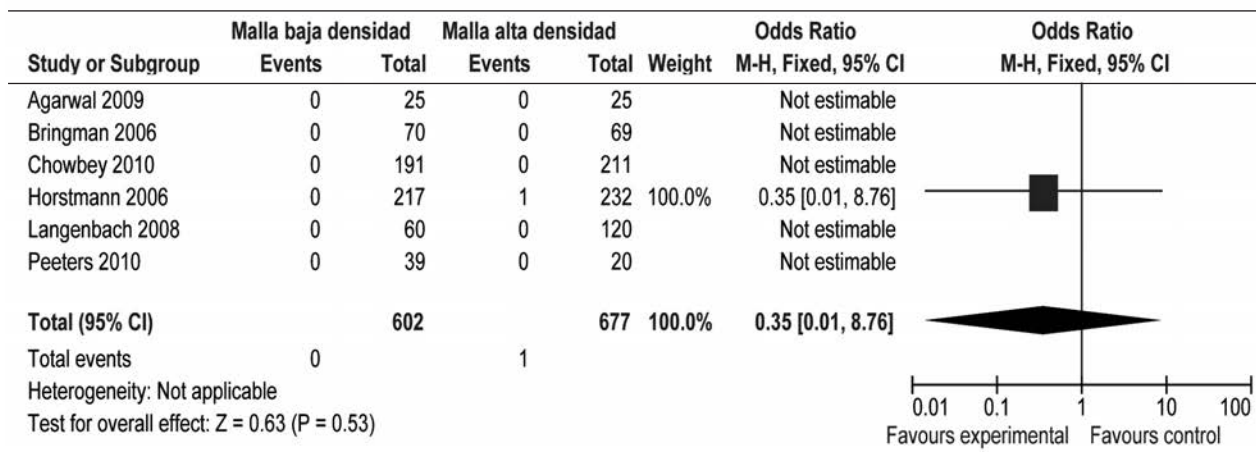 Malla baja densidad Malla alta densidad Odds Ratio Odds Ratio
Study or Subgroup Events Total Events Total Weight M-H, Fixed, 95% CI M-H, Fixed, 95% CI
Agarwal 2009 0 25 0 25 Not estimable
Bringman 2006 0 70 0 69 Not estimable
Chowbey 2010 0 191 0 211 Not estimable
Horstmann 2006 0 217 1 232 100.0% 0.35 [0.01, 8.76]
Langenbach 2008 0 60 0 120 Not estimable
Peeters 2010 0 39 0 20 Not estimable
Total (95% CI) 602 677 100.0% 0.35 [0.01, 8.76]
Total events 0 1
Heterogeneity: Not applicable
Test for overall effect: Z = 0.63 (P = 0.53)
0.01 0.1 1 10 100
Favours experimental Favours control